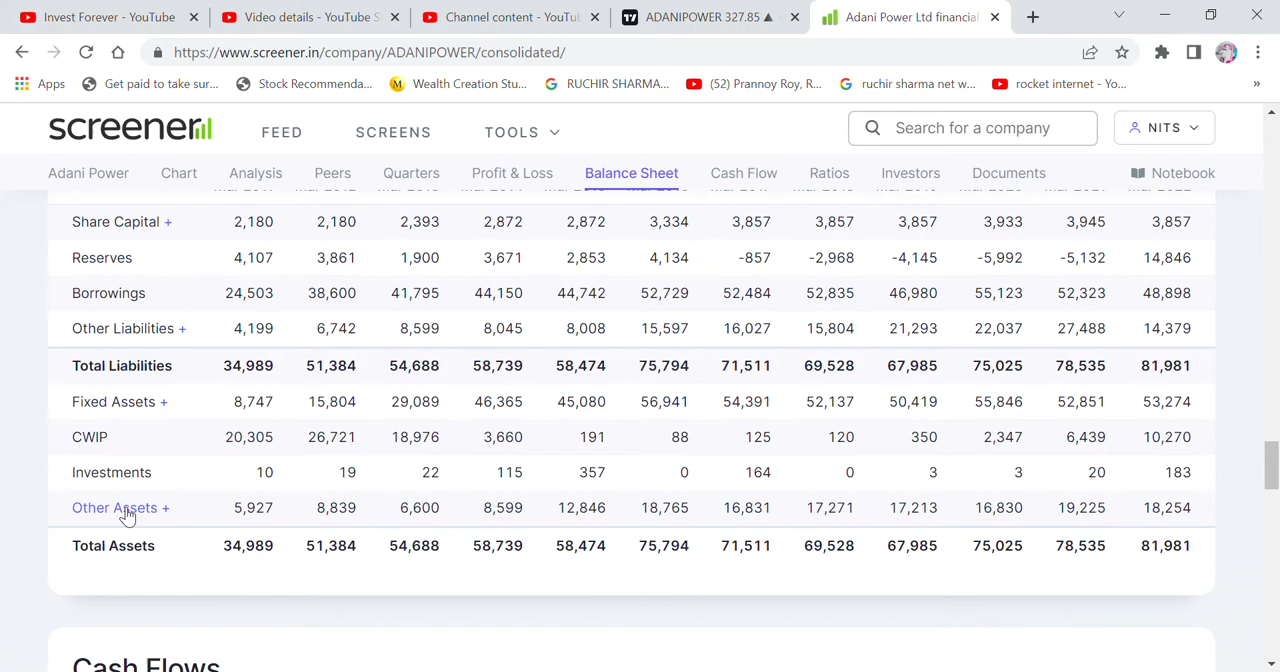 Invest Forever - YouTube
Video details - YouTube S
Channel content - YouTu
ADANIPOWER 327.85 ▲
Adani Power Ltd financial
https://www.screener.in/company/ADANIPOWER/consolidated/
Apps
Get paid to take sur...
Stock Recommenda...
M Wealth Creation Stu...
RUCHIR SHARMA...
(52) Prannoy Roy, R...
ruchir sharma net w...
rocket internet - Yo...
»
screener
FEED
SCREENS
TOOLS
Search for a company
NITS
Adani Power Chart Analysis Peers Quarters Profit & Loss Balance Sheet Cash Flow Ratios Investors Documents Notebook
Share Capital + 2,180 2,180 2,393 2,872 2,872 3,334 3,857 3,857 3,857 3,933 3,945 3,857
Reserves 4,107 3,861 1,900 3,671 2,853 4,134 -857 -2,968 -4,145 -5,992 -5,132 14,846
Borrowings 24,503 38,600 41,795 44,150 44,742 52,729 52,484 52,835 46,980 55,123 52,323 48,898
Other Liabilities + 4,199 6,742 8,599 8,045 8,008 15,597 16,027 15,804 21,293 22,037 27,488 14,379
Total Liabilities 34,989 51,384 54,688 58,739 58,474 75,794 71,511 69,528 67,985 75,025 78,535 81,981
Fixed Assets + 8,747 15,804 29,089 46,365 45,080 56,941 54,391 52,137 50,419 55,846 52,851 53,274
CWIP 20,305 26,721 18,976 3,660 191 88 125 120 350 2,347 6,439 10,270
Investments 10 19 22 115 357 0 164 0 3 3 20 183
Other Assets + 5,927 8,839 6,600 8,599 12,846 18,765 16,831 17,271 17,213 16,830 19,225 18,254
Total Assets 34,989 51,384 54,688 58,739 58,474 75,794 71,511 69,528 67,985 75,025 78,535 81,981
Cash Flows